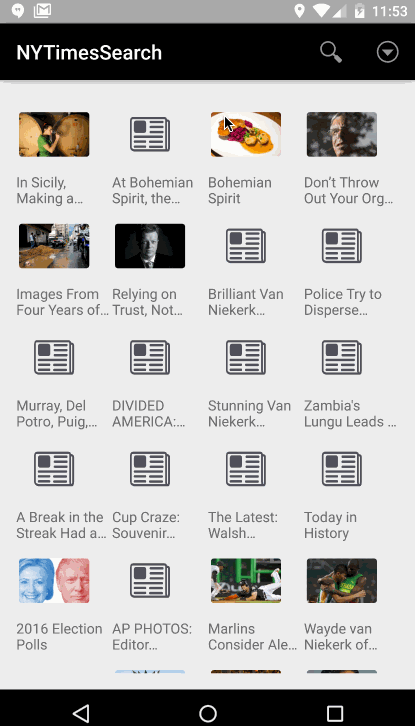 11:53
NYTimesSearch
In Sicily,
Making a…
At Bohemian
Spirit, the…
Bohemian
Spirit
Don’t Throw
Out Your Org…
Images From
Four Years of…
Relying on
Trust, Not…
Brilliant Van
Niekerk…
Police Try to
Disperse…
Murray, Del
Potro, Puig,…
DIVIDED
AMERICA:…
Stunning Van
Niekerk…
Zambia's
Lungu Leads …
A Break in the
Streak Had a…
Cup Craze:
Souvenir…
The Latest:
Walsh…
Today in
History
2016 Election
Polls
AP PHOTOS:
Editor…
Marlins
Consider Ale…
Wayde van
Niekerk of…